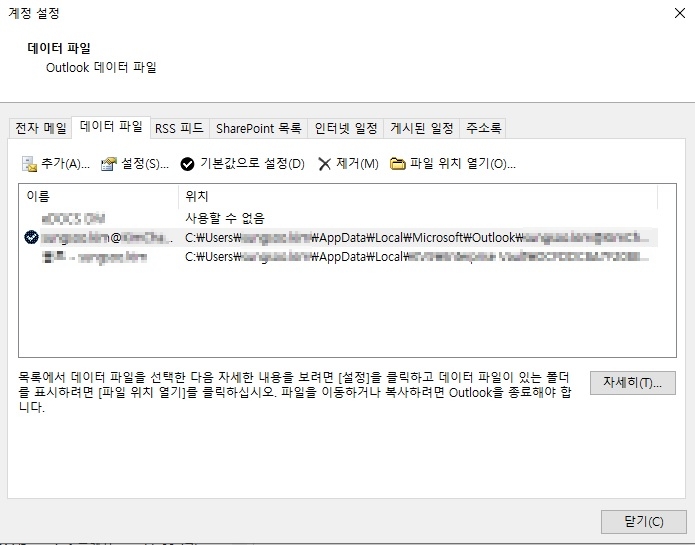 계정 설정
데이터 파일
Outlook 데이터 파일
전자 메일 데이터 파일 RSS 피드 SharePoint 목록 인터넷 일정 게시된 일정 주소록
추가(A)... 설정(S)... 기본값으로 설정(D) 제거(M) 파일 위치 열기(O)...
이름 위치
사용할 수 없음
@ C:₩Users₩ ₩AppData₩Local₩Microsoft₩Outlook₩
C:₩Users₩ ₩AppData₩Local₩
목록에서 데이터 파일을 선택한 다음 자세한 내용을 보려면 [설정]을 클릭하고 데이터 파일이 있는 폴더
를 표시하려면 [파일 위치 열기]를 클릭하십시오. 파일을 이동하거나 복사하려면 Outlook을 종료해야 합
니다.
자세히(T)...
닫기(C)